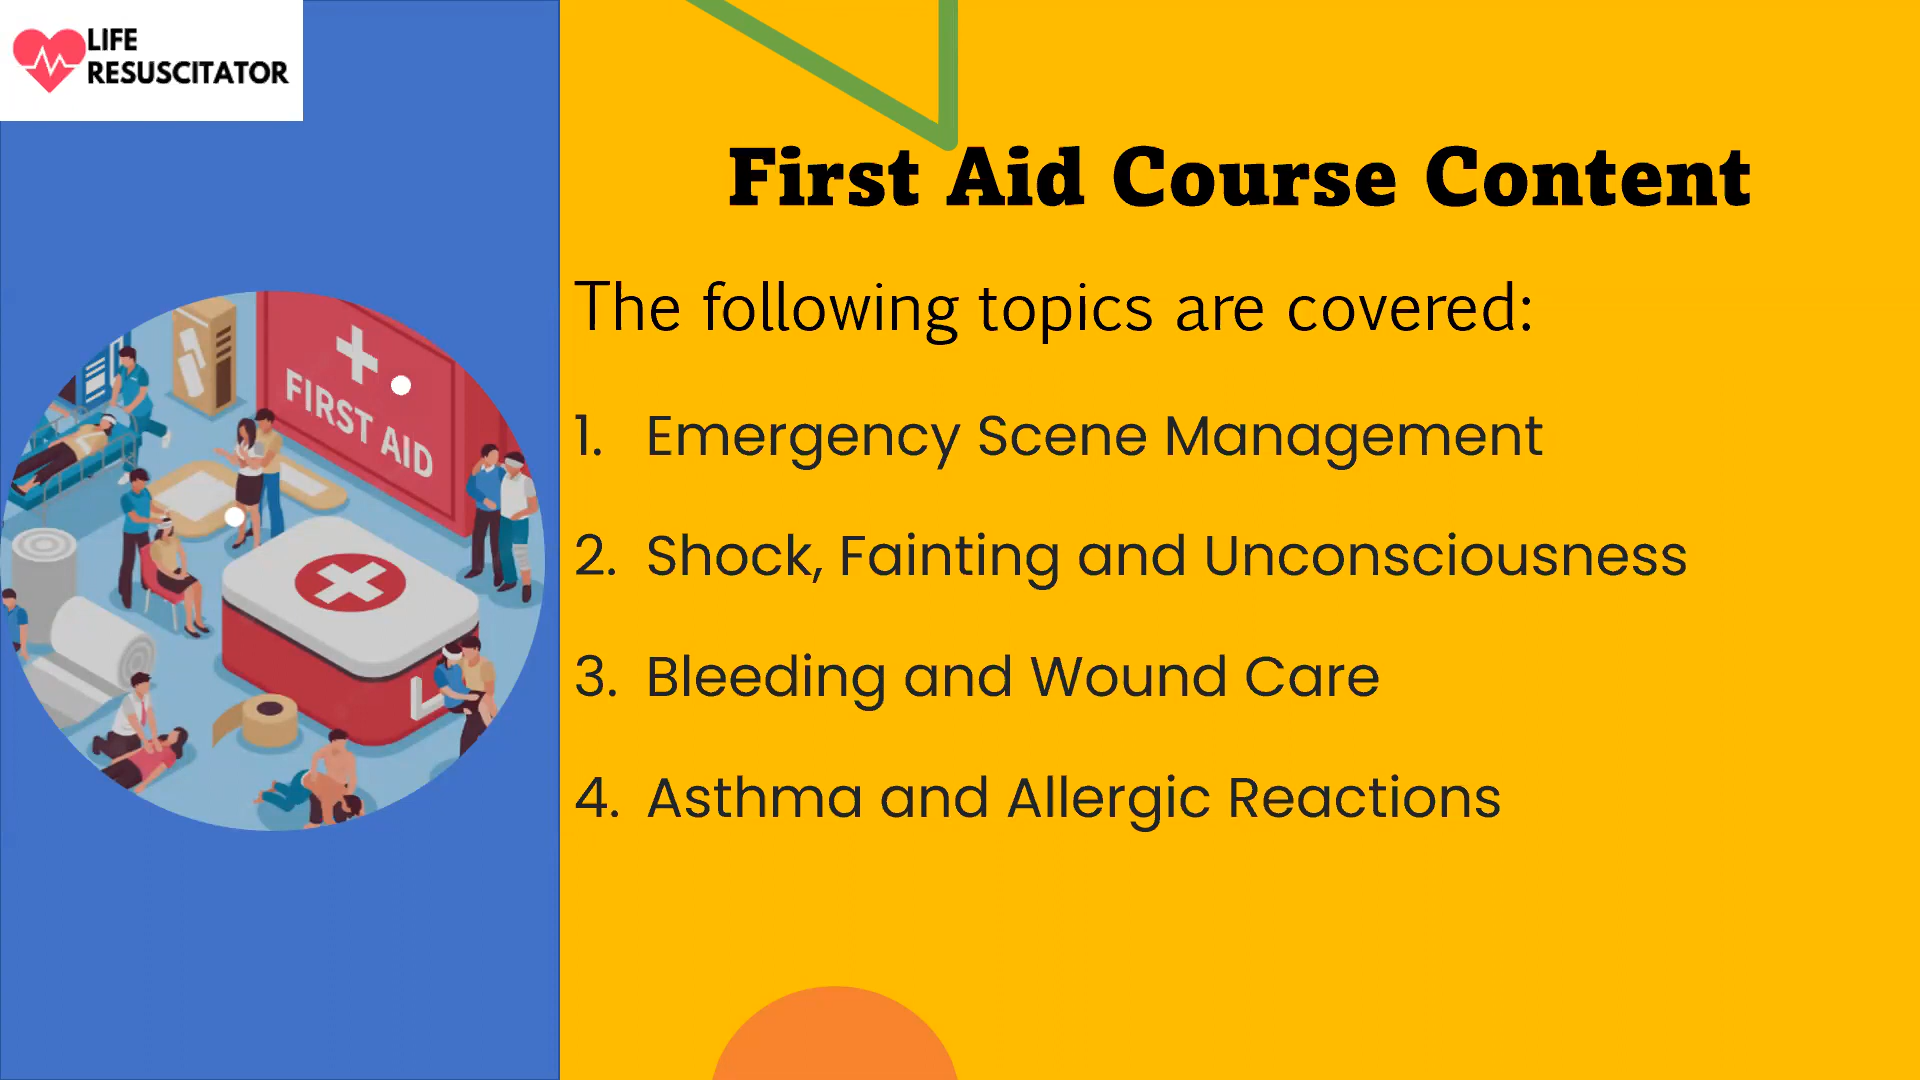 LIFE
RESUSCITATOR
First Aid Course Content
The following topics are covered:
1. Emergency Scene Management
2. Shock, Fainting and Unconsciousness
3. Bleeding and Wound Care
4. Asthma and Allergic Reactions
FIRST AID